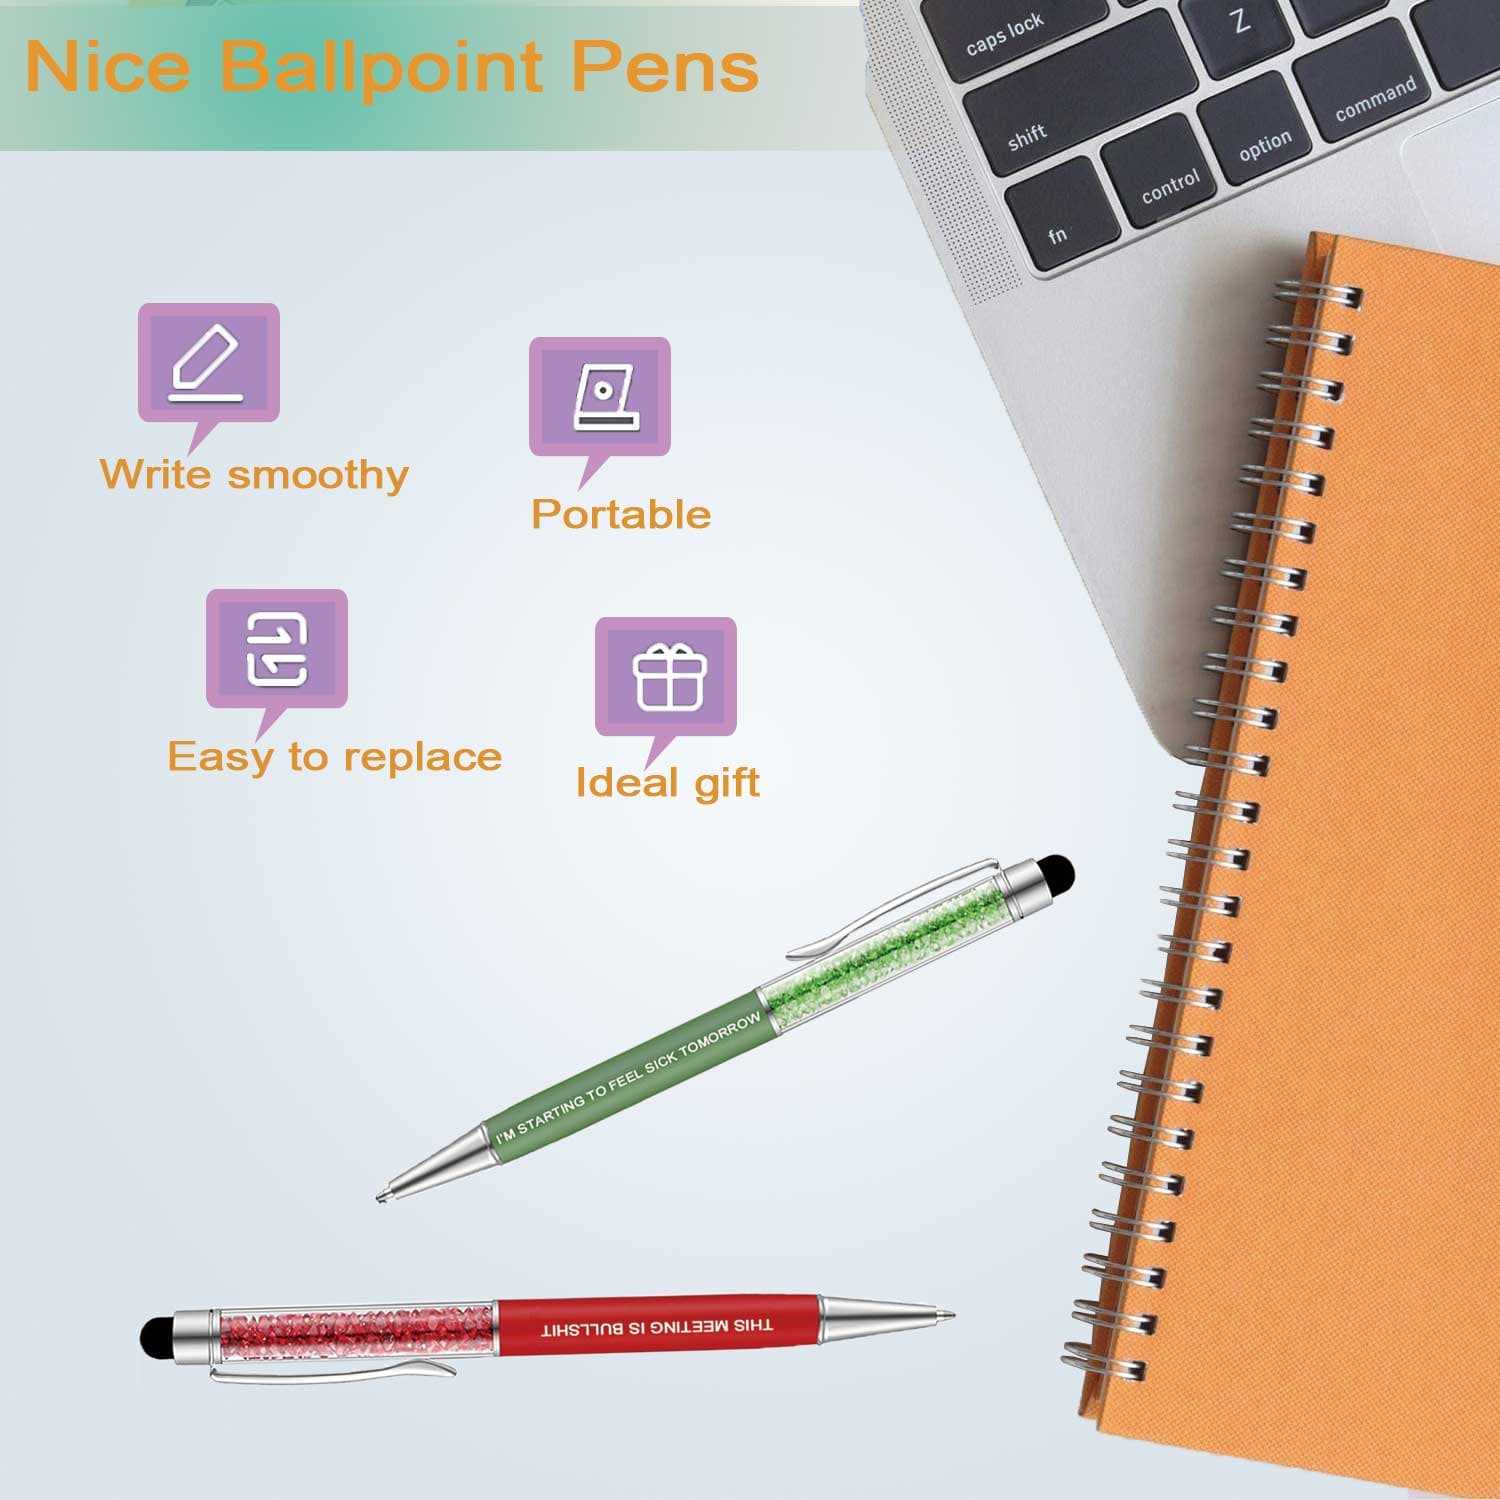 Nice Ballpoint Pens
caps lock
Z
shift
fn
control
option
command
Write smoothy
Portable
Easy to replace
Ideal gift
I'M STARTING TO FEEL SICK TOMORROW
THIS MEETING IS BULLSHIT